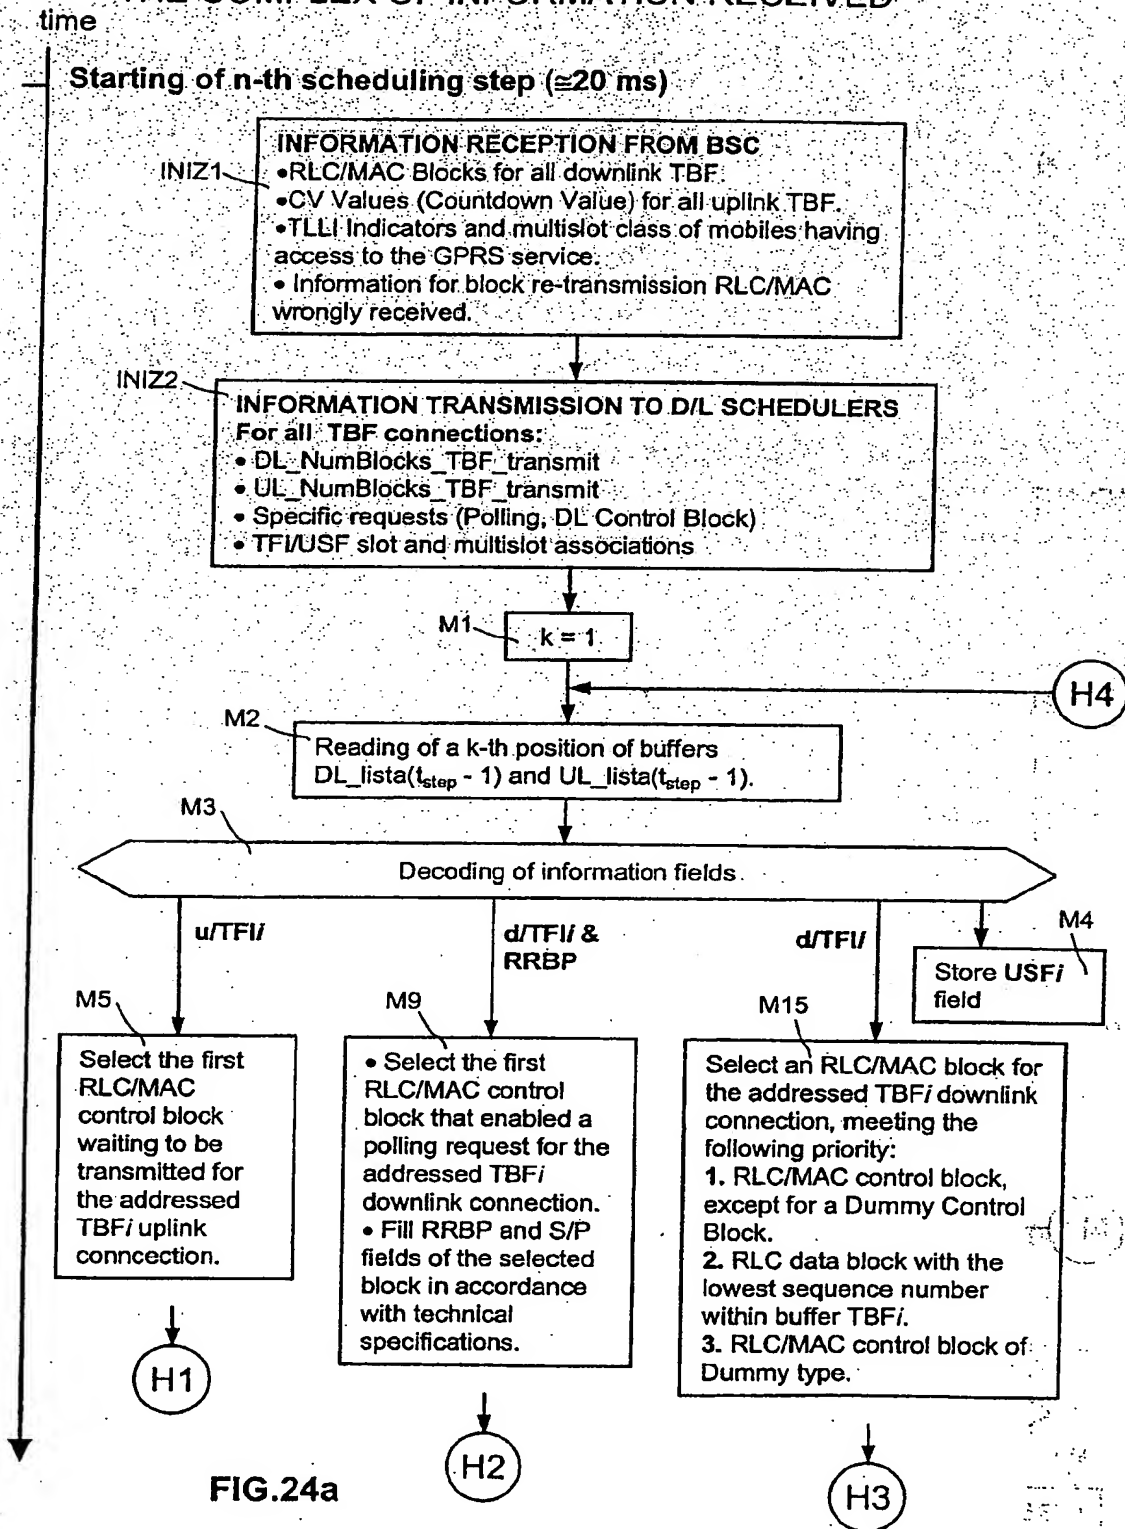 THE COMPLEX OF INFORMATION RECEIVED
time
Starting of n-th scheduling step (≅20 ms)
INIZ1
INFORMATION RECEPTION FROM BSC
•RLC/MAC Blocks for all downlink TBF.
•CV Values (Countdown Value) for all uplink TBF.
•TLLI Indicators and multislot class of mobiles having
access to the GPRS service.
• Information for block re-transmission RLC/MAC
wrongly received.
INIZ2
INFORMATION TRANSMISSION TO D/L SCHEDULERS
For all TBF connections:
• DL_NumBlocks_TBF_transmit
• UL_NumBlocks_TBF_transmit
• Specific requests (Polling, DL Control Block)
• TFI/USF slot and multislot associations
M1
k = 1
H4
M2
Reading of a k-th position of buffers
DL_lista(tstep - 1) and UL_lista(tstep - 1).
M3
Decoding of information fields.
u/TFIi
d/TFIi &
RRBP
d/TFIi
M4
Store USFi
field
M5
Select the first
RLC/MAC
control block
waiting to be
transmitted for
the addressed
TBFi uplink
conncection.
H1
M9
• Select the first
RLC/MAC control
block that enabled a
polling request for the
addressed TBFi
downlink connection.
• Fill RRBP and S/P
fields of the selected
block in accordance
with technical
specifications.
H2
M15
Select an RLC/MAC block for
the addressed TBFi downlink
connection, meeting the
following priority:
1. RLC/MAC control block,
except for a Dummy Control
Block.
2. RLC data block with the
lowest sequence number
within buffer TBFi.
3. RLC/MAC control block of
Dummy type.
H3
FIG.24a